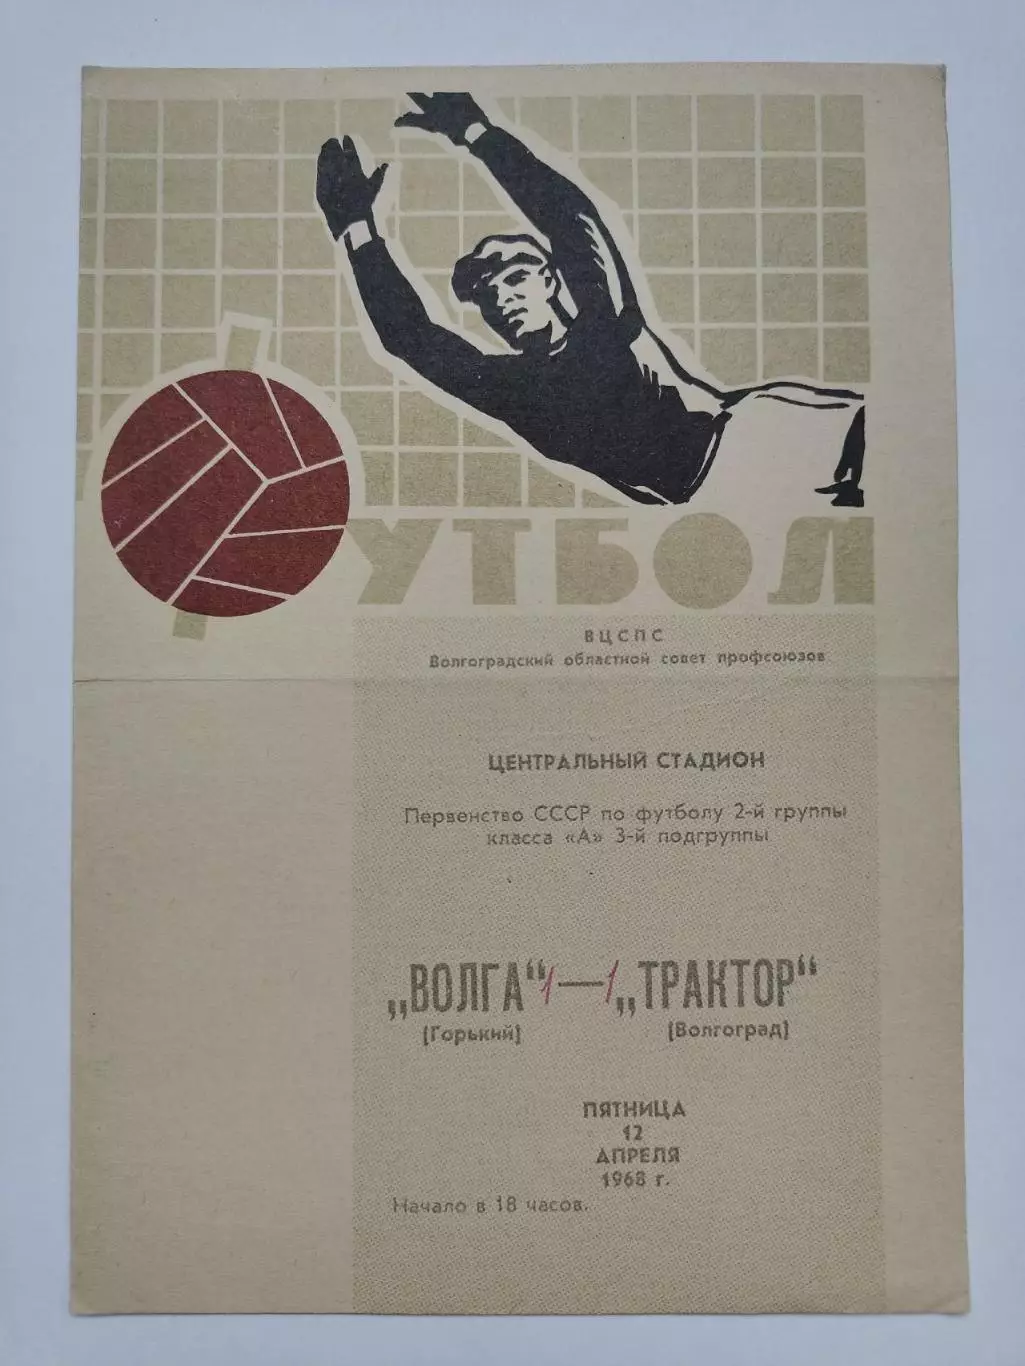 ФУТБОЛ
ВЦСПС
Волгоградский областной совет профсоюзов
ЦЕНТРАЛЬНЫЙ СТАДИОН
Первенство СССР по футболу 2-й группы
класса «А» 3-й подгруппы
„ВОЛГА“ 1—1 „ТРАКТОР“
(Горький) (Волгоград)
ПЯТНИЦА
12
АПРЕЛЯ
1968 г.
Начало в 18 часов.